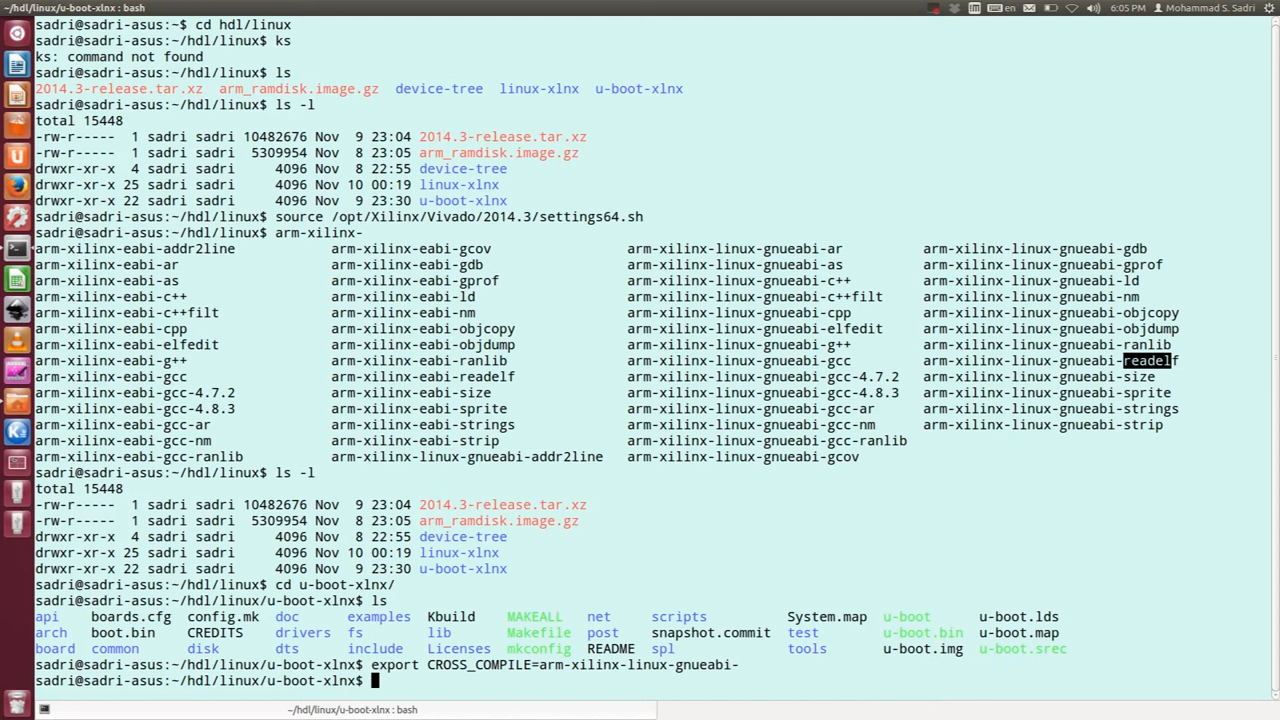 ~/hdl/linux/u-boot-xlnx : bash
en 6:05 PM Mohammad S. Sadri
sadri@sadri-asus:~$ cd hdl/linux
sadri@sadri-asus:~/hdl/linux$ ks
ks: command not found
sadri@sadri-asus:~/hdl/linux$ ls
2014.3-release.tar.xz  arm_ramdisk.image.gz  device-tree  linux-xlnx  u-boot-xlnx
sadri@sadri-asus:~/hdl/linux$ ls -l
total 15448
-rw-r----- 1 sadri sadri 10482676 Nov  9 23:04 2014.3-release.tar.xz
-rw-r----- 1 sadri sadri  5309954 Nov  8 23:05 arm_ramdisk.image.gz
drwxr-xr-x  4 sadri sadri     4096 Nov  8 22:55 device-tree
drwxr-xr-x 25 sadri sadri     4096 Nov 10 00:19 linux-xlnx
drwxr-xr-x 22 sadri sadri     4096 Nov  9 23:30 u-boot-xlnx
sadri@sadri-asus:~/hdl/linux$ source /opt/Xilinx/Vivado/2014.3/settings64.sh
sadri@sadri-asus:~/hdl/linux$ arm-xilinx-
arm-xilinx-eabi-addr2line arm-xilinx-eabi-gcov arm-xilinx-linux-gnueabi-ar arm-xilinx-linux-gnueabi-gdb
arm-xilinx-eabi-ar arm-xilinx-eabi-gdb arm-xilinx-linux-gnueabi-as arm-xilinx-linux-gnueabi-gprof
arm-xilinx-eabi-as arm-xilinx-eabi-gprof arm-xilinx-linux-gnueabi-c++ arm-xilinx-linux-gnueabi-ld
arm-xilinx-eabi-c++ arm-xilinx-eabi-ld arm-xilinx-linux-gnueabi-c++filt arm-xilinx-linux-gnueabi-nm
arm-xilinx-eabi-c++filt arm-xilinx-eabi-nm arm-xilinx-linux-gnueabi-cpp arm-xilinx-linux-gnueabi-objcopy
arm-xilinx-eabi-cpp arm-xilinx-eabi-objcopy arm-xilinx-linux-gnueabi-elfedit arm-xilinx-linux-gnueabi-objdump
arm-xilinx-eabi-elfedit arm-xilinx-eabi-objdump arm-xilinx-linux-gnueabi-g++ arm-xilinx-linux-gnueabi-ranlib
arm-xilinx-eabi-g++ arm-xilinx-eabi-ranlib arm-xilinx-linux-gnueabi-gcc arm-xilinx-linux-gnueabi-readelf
arm-xilinx-eabi-gcc arm-xilinx-eabi-readelf arm-xilinx-linux-gnueabi-gcc-4.7.2 arm-xilinx-linux-gnueabi-size
arm-xilinx-eabi-gcc-4.7.2 arm-xilinx-eabi-size arm-xilinx-linux-gnueabi-gcc-4.8.3 arm-xilinx-linux-gnueabi-sprite
arm-xilinx-eabi-gcc-4.8.3 arm-xilinx-eabi-sprite arm-xilinx-linux-gnueabi-gcc-ar arm-xilinx-linux-gnueabi-strings
arm-xilinx-eabi-gcc-ar arm-xilinx-eabi-strings arm-xilinx-linux-gnueabi-gcc-nm arm-xilinx-linux-gnueabi-strip
arm-xilinx-eabi-gcc-nm arm-xilinx-eabi-strip arm-xilinx-linux-gnueabi-gcc-ranlib
arm-xilinx-eabi-gcc-ranlib arm-xilinx-linux-gnueabi-addr2line arm-xilinx-linux-gnueabi-gcov
sadri@sadri-asus:~/hdl/linux$ ls -l
total 15448
-rw-r----- 1 sadri sadri 10482676 Nov  9 23:04 2014.3-release.tar.xz
-rw-r----- 1 sadri sadri  5309954 Nov  8 23:05 arm_ramdisk.image.gz
drwxr-xr-x  4 sadri sadri     4096 Nov  8 22:55 device-tree
drwxr-xr-x 25 sadri sadri     4096 Nov 10 00:19 linux-xlnx
drwxr-xr-x 22 sadri sadri     4096 Nov  9 23:30 u-boot-xlnx
sadri@sadri-asus:~/hdl/linux$ cd u-boot-xlnx/
sadri@sadri-asus:~/hdl/linux/u-boot-xlnx$ ls
api boards.cfg config.mk doc examples Kbuild MAKEALL net scripts System.map u-boot u-boot.lds
arch boot.bin CREDITS drivers fs lib Makefile post snapshot.commit test u-boot.bin u-boot.map
board common disk dts include Licenses mkconfig README spl tools u-boot.img u-boot.srec
sadri@sadri-asus:~/hdl/linux/u-boot-xlnx$ export CROSS_COMPILE=arm-xilinx-linux-gnueabi-
sadri@sadri-asus:~/hdl/linux/u-boot-xlnx$
~/hdl/linux/u-boot-xlnx : bash